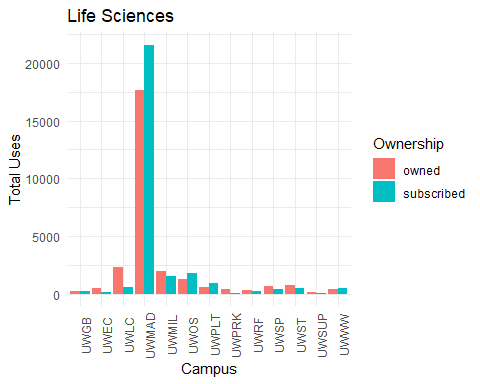 Life Sciences
Total Uses
20000
15000
10000
5000
0
UWGB
UWEC
UWLC
UWMAD
UWMIL
UWOS
UWPLT
UWPRK
UWRF
UWSP
UWST
UWSUP
UWWW
Campus
Ownership
owned
subscribed